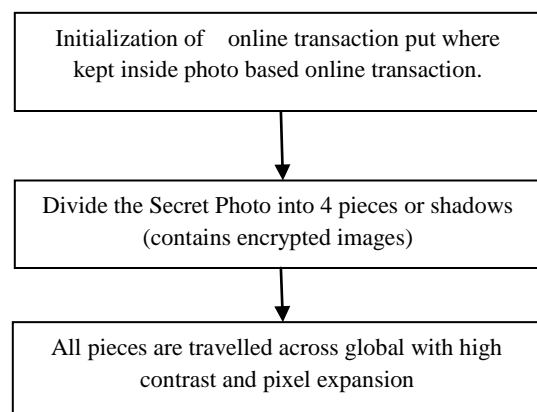 Initialization of online transaction put where
kept inside photo based online transaction.
Divide the Secret Photo into 4 pieces or shadows
(contains encrypted images)
All pieces are travelled across global with high
contrast and pixel expansion